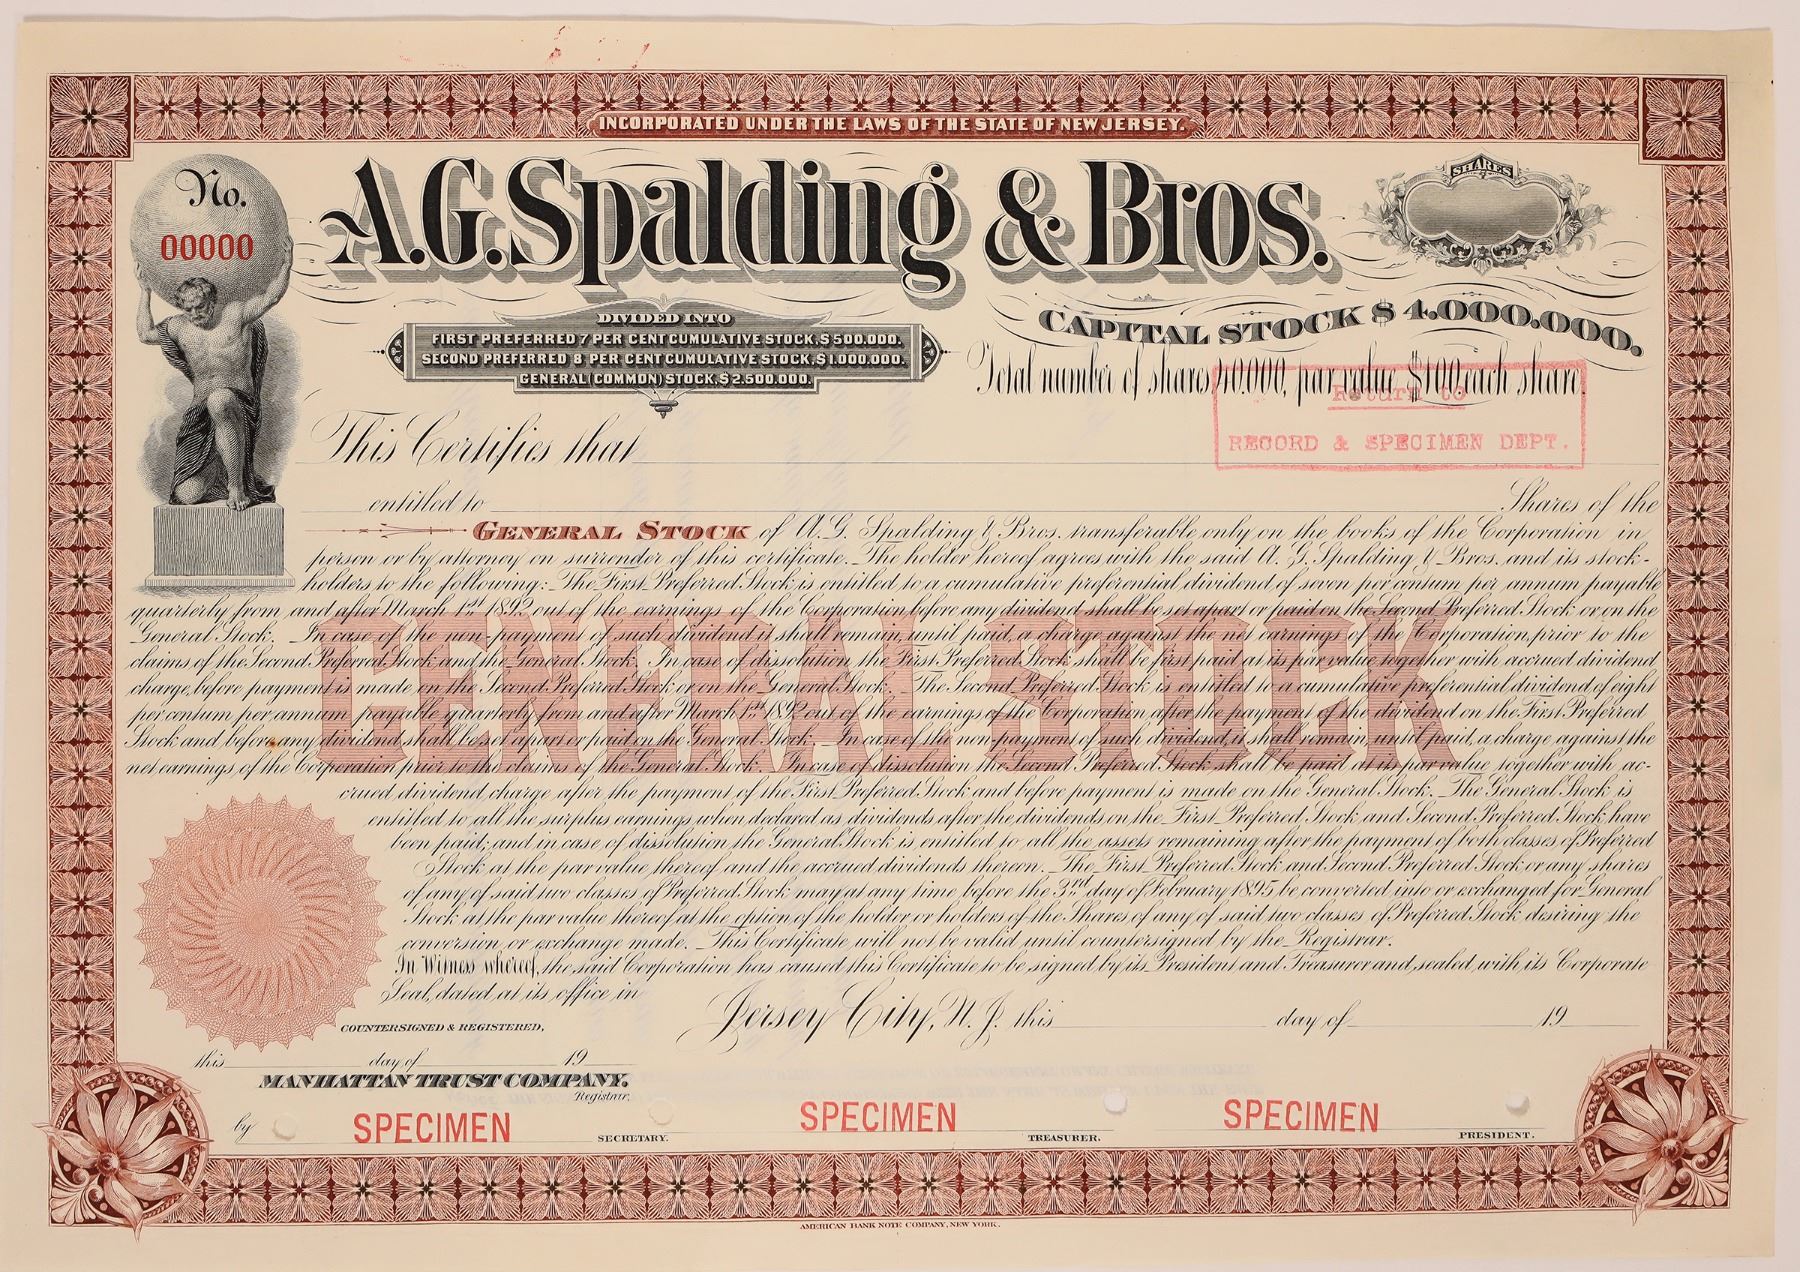 INCORPORATED UNDER THE LAWS OF THE STATE OF NEW JERSEY.
No.
00000
A.G. Spalding & Bros.
SHARES
DIVIDED INTO
FIRST PREFERRED 7 PER CENT CUMULATIVE STOCK, $500.000.
SECOND PREFERRED 8 PER CENT CUMULATIVE STOCK, $1.000.000.
GENERAL (COMMON) STOCK, $2.500.000.
CAPITAL STOCK $4.000.000.
Total number of shares 40.000, par value $100 each share.
Return to
RECORD & SPECIMEN DEPT.
This Certifies that
entitled to Shares of the
GENERAL STOCK of A. G. Spalding & Bros. transferable only on the books of the Corporation in
person or by attorney on surrender of this certificate. The holder hereof agrees with the said A. G. Spalding & Bros. and its stock-
holders to the following: The First Preferred Stock is entitled to a cumulative preferential dividend of seven per centum per annum payable
quarterly from and after March 1st 1892 out of the earnings of the Corporation before any dividend shall be set apart or paid on the Second Preferred Stock or on the
General Stock. In case of the non-payment of such dividend it shall remain, until paid, a charge against the net earnings of the Corporation, prior to the
claims of the Second Preferred Stock and the General Stock. In case of dissolution the First Preferred Stock shall be first paid at its par value together with accrued dividend
charge, before payment is made on the Second Preferred Stock or on the General Stock. The Second Preferred Stock is entitled to a cumulative preferential dividend of eight
per centum per annum payable quarterly from and after March 1st 1892 out of the earnings of the Corporation, after the payment of the dividend on the First Preferred
Stock and before any dividend shall be set apart or paid on the General Stock. In case of the non-payment of such dividend, it shall remain until paid, a charge against the
net earnings of the Corporation prior to the claims of the General Stock. In case of dissolution the Second Preferred Stock shall be paid at its par value together with ac-
crued dividend charge after the payment of the First Preferred Stock and before payment is made on the General Stock. The General Stock is
entitled to all the surplus earnings when declared as dividends after the dividends on the First Preferred Stock and Second Preferred Stock have
been paid; and in case of dissolution the General Stock is entitled to all the assets remaining after the payment of both classes of Preferred
Stock at the par value thereof and the accrued dividends thereon. The First Preferred Stock and Second Preferred Stock or any shares
of any of said two classes of Preferred Stock may at any time before the 3rd day of February 1895 be converted into or exchanged for General
Stock at the par value thereof at the option of the holder or holders of the Shares of any of said two classes of Preferred Stock desiring the
conversion or exchange made. This Certificate will not be valid until countersigned by the Registrar.
GENERAL STOCK
In Witness whereof, the said Corporation has caused this Certificate to be signed by its President and Treasurer and sealed with its Corporate
Seal, dated at its office in Jersey City, N. J. this day of 19
COUNTERSIGNED & REGISTERED,
this day of 19
MANHATTAN TRUST COMPANY.
Registrar.
by SPECIMEN SECRETARY. SPECIMEN TREASURER. SPECIMEN PRESIDENT.
AMERICAN BANK NOTE COMPANY, NEW YORK.